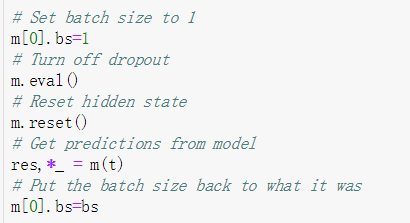 # Set batch size to 1
m[0].bs=1
# Turn off dropout
m.eval()
# Reset hidden state
m.reset()
# Get predictions from model
res,*_ = m(t)
# Put the batch size back to what it was
m[0].bs=bs